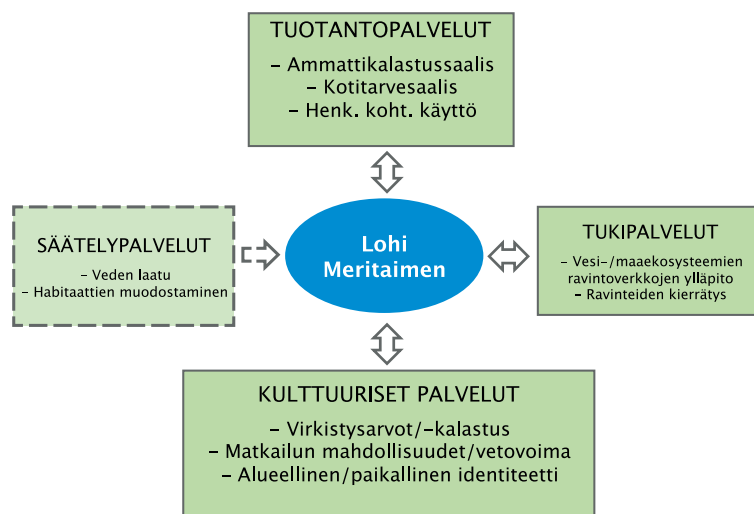 TUOTANTOPALVELUT
– Ammattikalastussaalis
– Kotitarvesaalis
– Henk. koht. käyttö
SÄÄTELYPALVELUT
– Veden laatu
– Habitaattien muodostaminen
Lohi
Meritaimen
TUKIPALVELUT
– Vesi-/maaekosysteemien
ravintoverkkojen ylläpito
– Ravinteiden kierrätys
KULTTUURISET PALVELUT
– Virkistysarvot/-kalastus
– Matkailun mahdollisuudet/vetovoima
– Alueellinen/paikallinen identiteetti